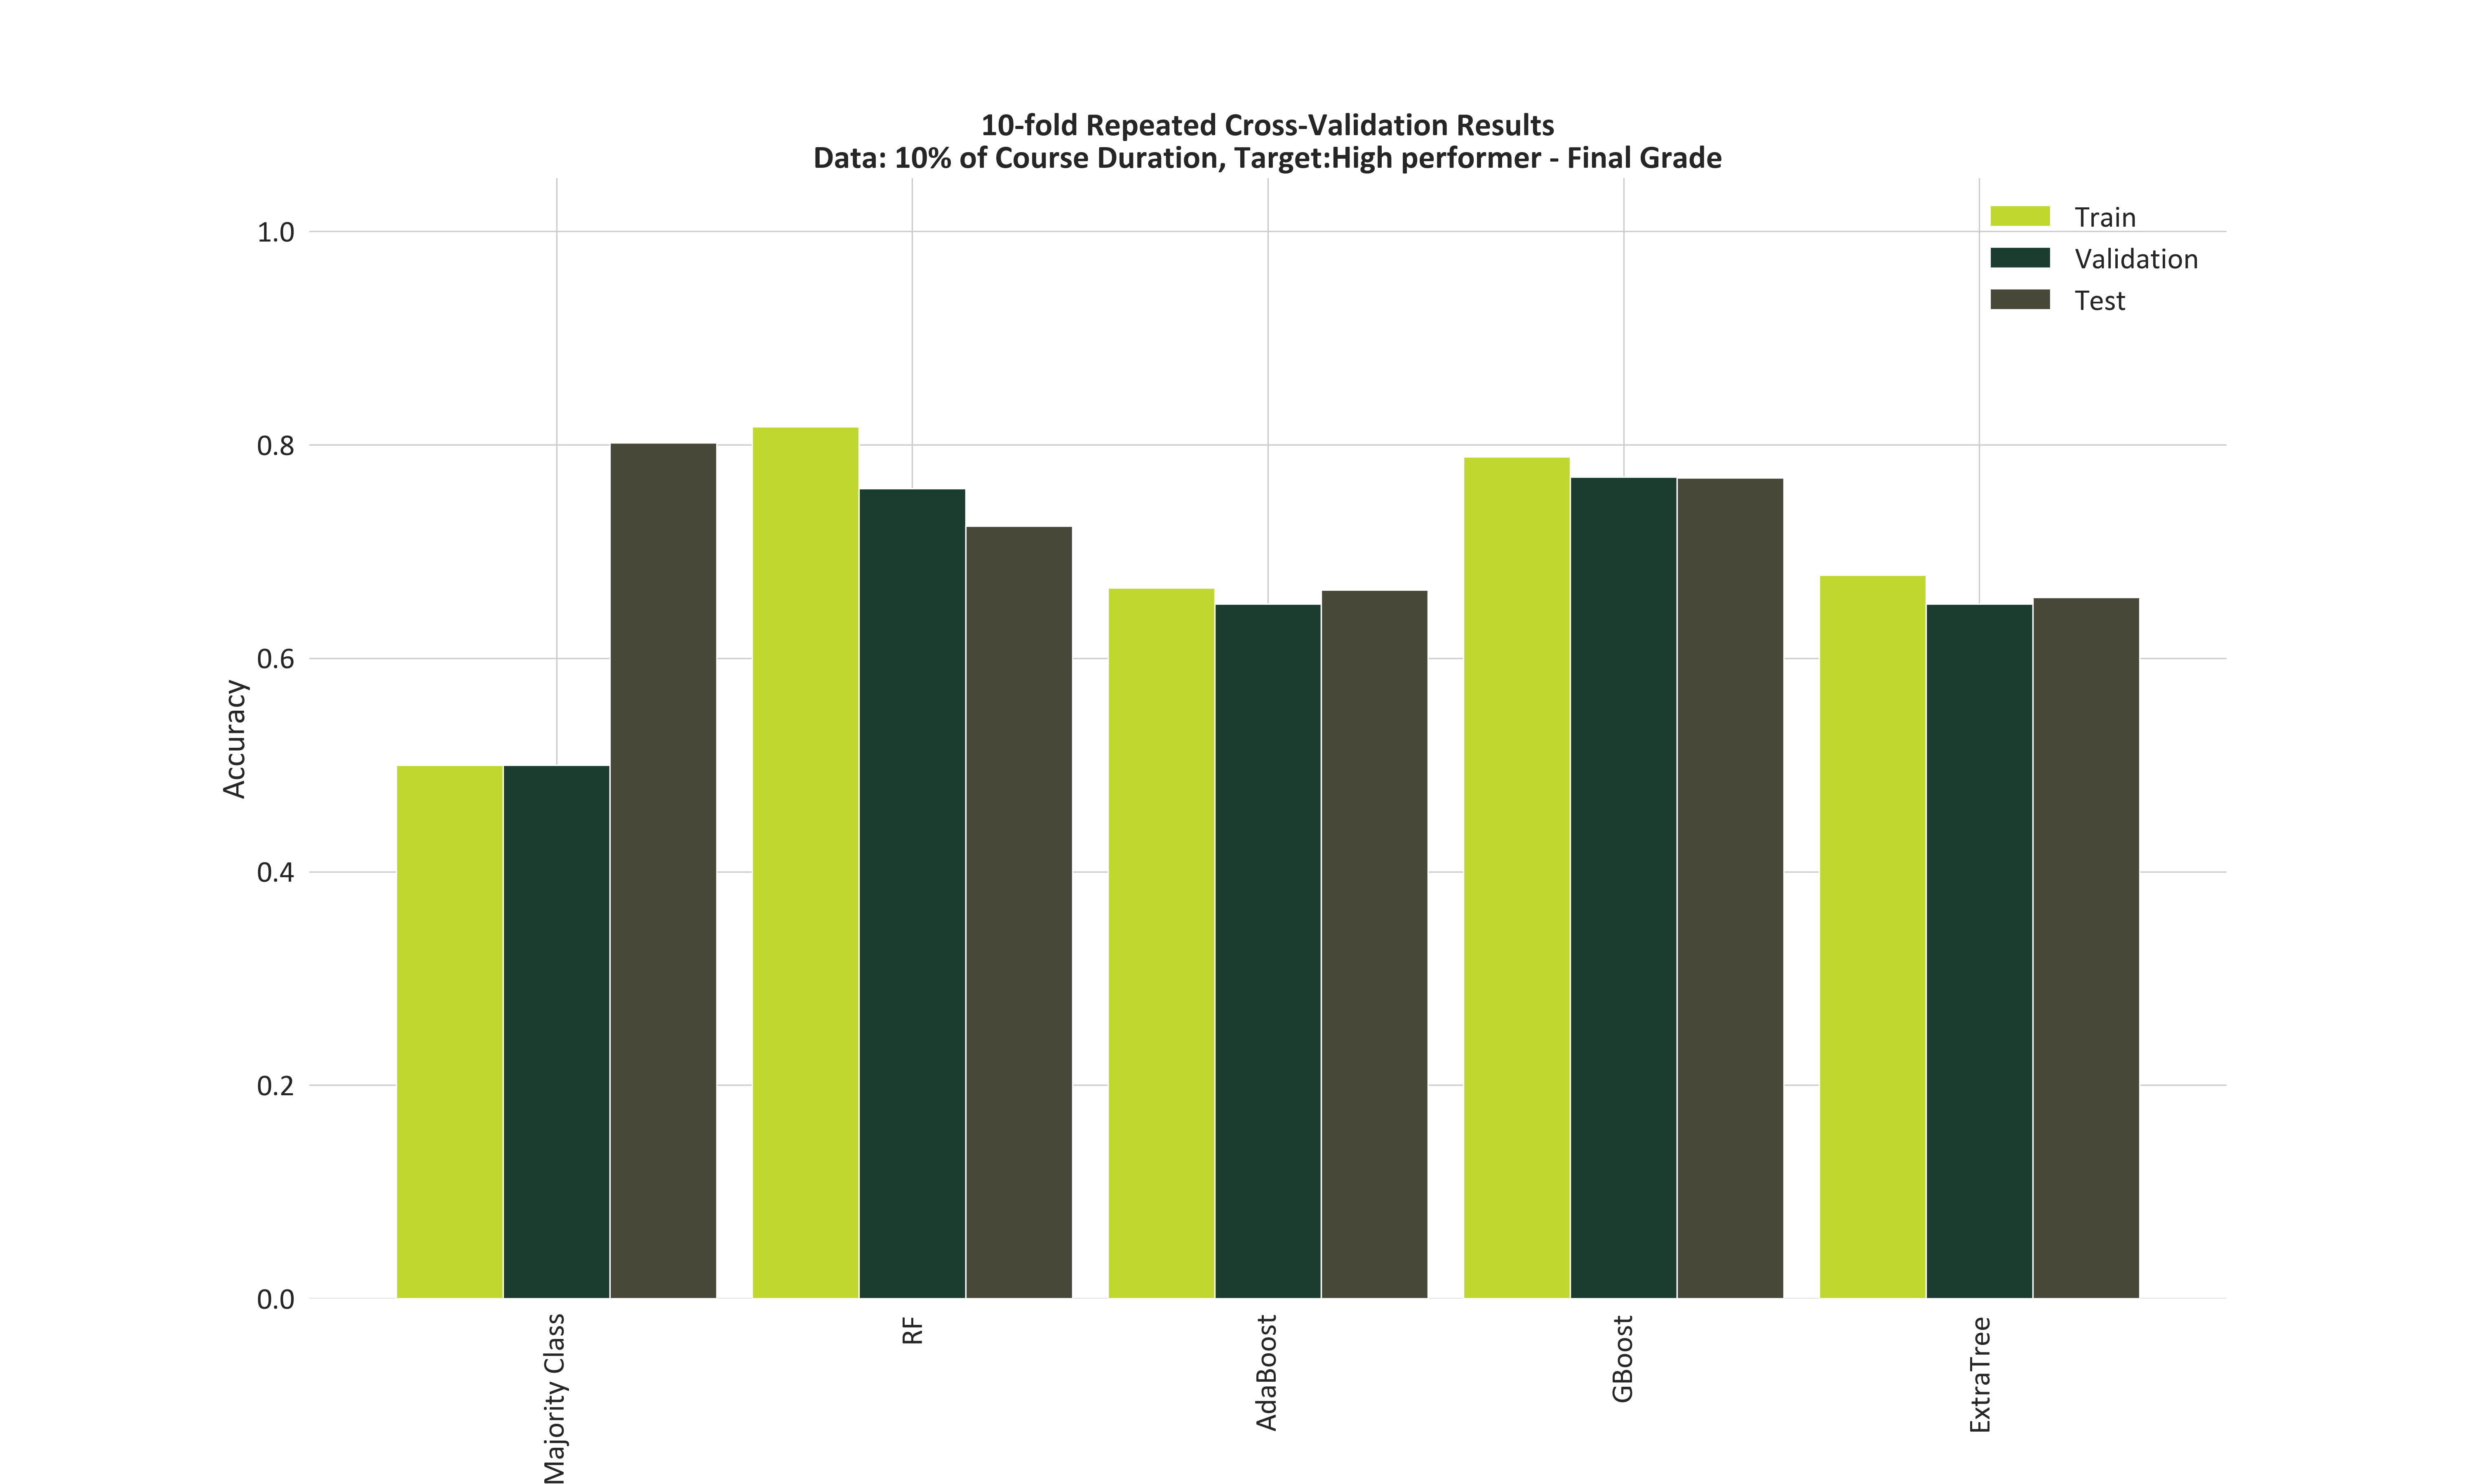 10-fold Repeated Cross-Validation Results
Data: 10% of Course Duration, Target:High performer - Final Grade
Train
Validation
Test
1.0
0.8
0.6
0.4
0.2
0.0
Accuracy
Majority Class
RF
AdaBoost
GBoost
ExtraTree